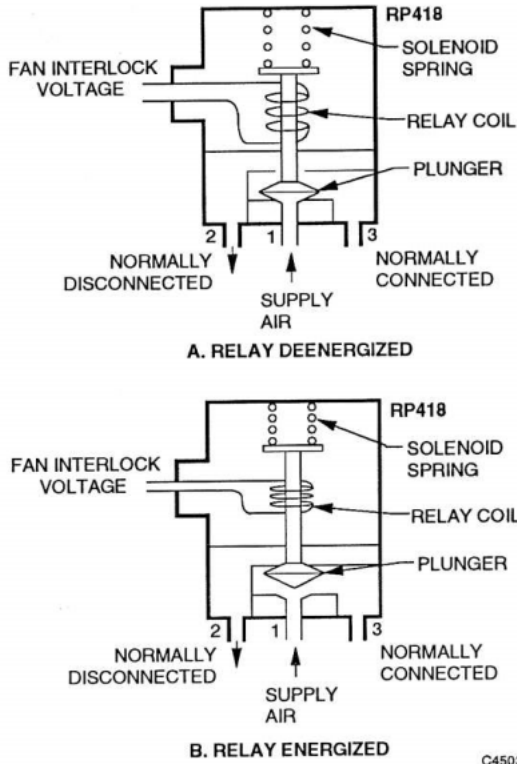 RP418
SOLENOID
SPRING
FAN INTERLOCK
VOLTAGE
RELAY COIL
PLUNGER
2 1 3
NORMALLY
DISCONNECTED
NORMALLY
CONNECTED
SUPPLY
AIR
A. RELAY DEENERGIZED
RP418
SOLENOID
SPRING
FAN INTERLOCK
VOLTAGE
RELAY COIL
PLUNGER
2 1 3
NORMALLY
DISCONNECTED
NORMALLY
CONNECTED
SUPPLY
AIR
B. RELAY ENERGIZED